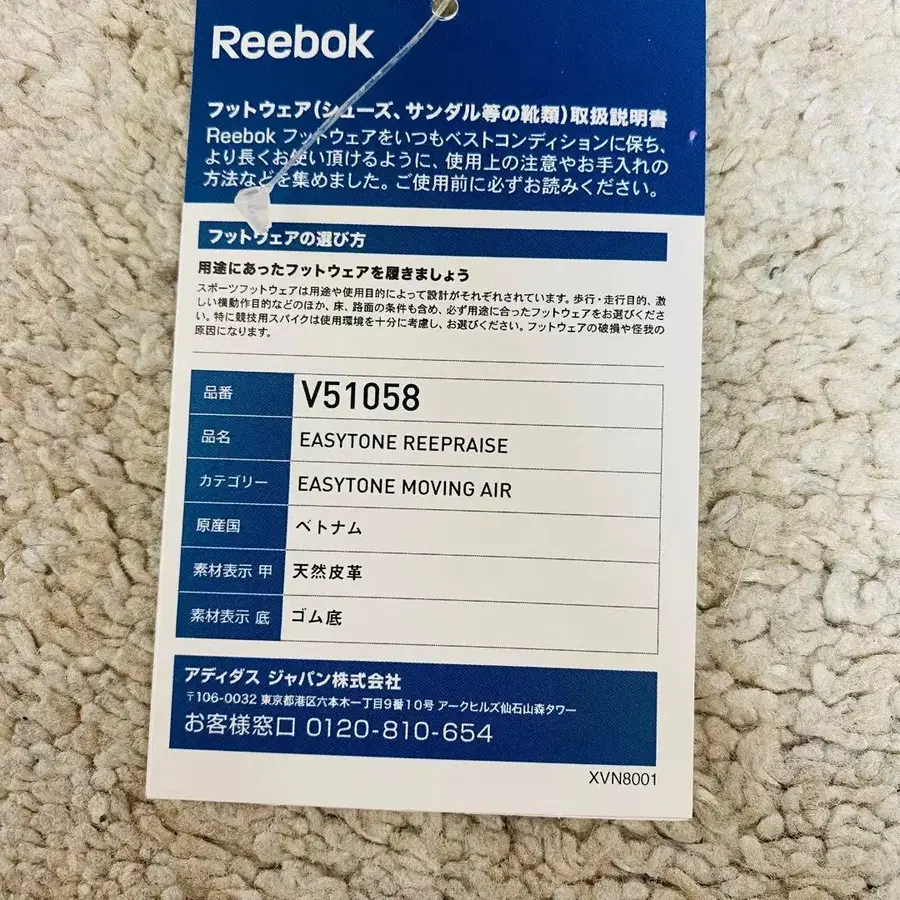 Reebok
フットウェア(シューズ、サンダル等の靴類)取扱説明書
Reebok フットウェアをいつもベストコンディションに保ち、
より長くお使い頂けるように、使用上の注意やお手入れの
方法などを集めました。ご使用前に必ずお読みください。
フットウェアの選び方
用途にあったフットウェアを履きましょう
スポーツフットウェアは用途や使用目的によって設計がそれぞれされています。歩行・走行目的、激
しい横動作目的などのほか、床、路面の条件も含め、必ず用途に合ったフットウェアをお選びくださ
い。特に競技用スパイクは使用環境を十分に考慮し、お選びください。フットウェアの破損や怪我の
原因になります。
品番 V51058
品名 EASYTONE REEPRAISE
カテゴリー EASYTONE MOVING AIR
原産国 ベトナム
素材表示 甲 天然皮革
素材表示 底 ゴム底
アディダス ジャパン株式会社
〒106-0032 東京都港区六本木一丁目9番10号 アークヒルズ仙石山森タワー
お客様窓口 0120-810-654
XVN8001